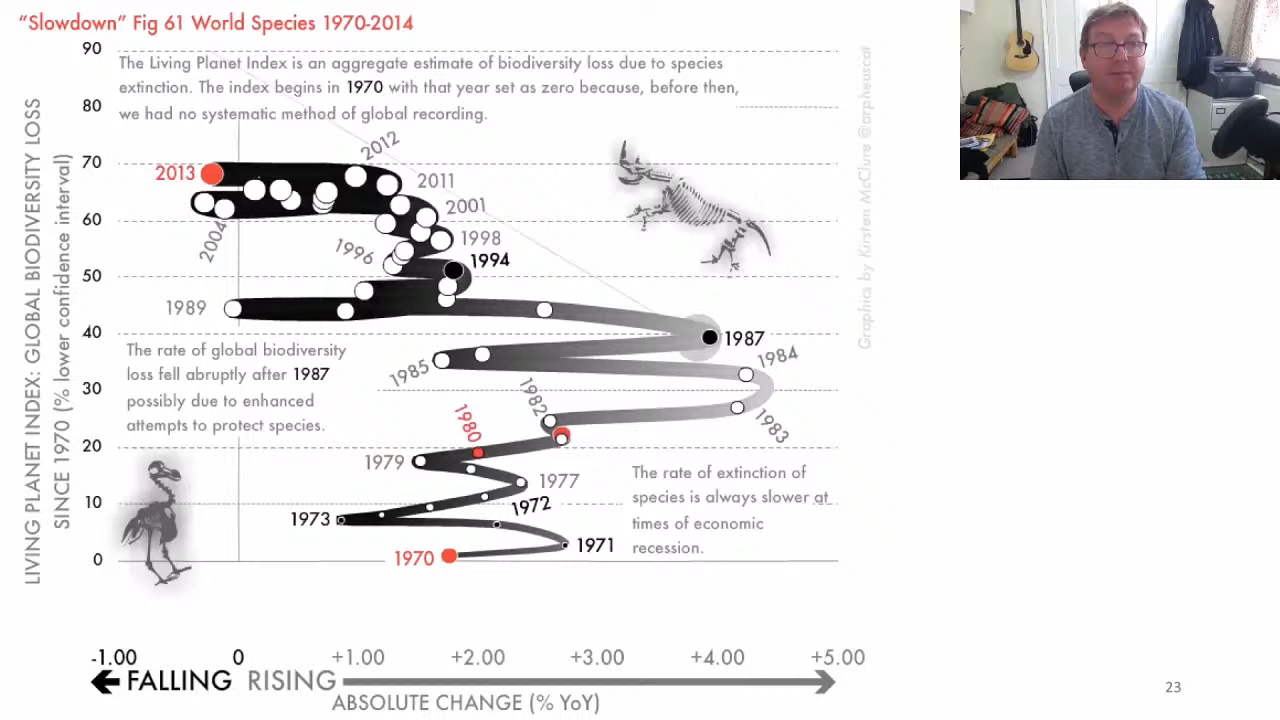 “Slowdown” Fig 61 World Species 1970-2014
LIVING PLANET INDEX: GLOBAL BIODIVERSITY LOSS
SINCE 1970 (% lower confidence interval)
90
80
70
60
50
40
30
20
10
0
The Living Planet Index is an aggregate estimate of biodiversity loss due to species
extinction. The index begins in 1970 with that year set as zero because, before then,
we had no systematic method of global recording.
2012
2013
2011
2001
2004
1996
1998
1994
1989
1987
1984
1985
1982
1983
1980
1979
1977
1972
1973
1971
1970
The rate of global biodiversity
loss fell abruptly after 1987
possibly due to enhanced
attempts to protect species.
The rate of extinction of
species is always slower at
times of economic
recession.
Graphics by Kirsten McClure @orpheuscat
-1.00
0
+1.00
+2.00
+3.00
+4.00
+5.00
FALLING RISING
ABSOLUTE CHANGE (% YoY)
23